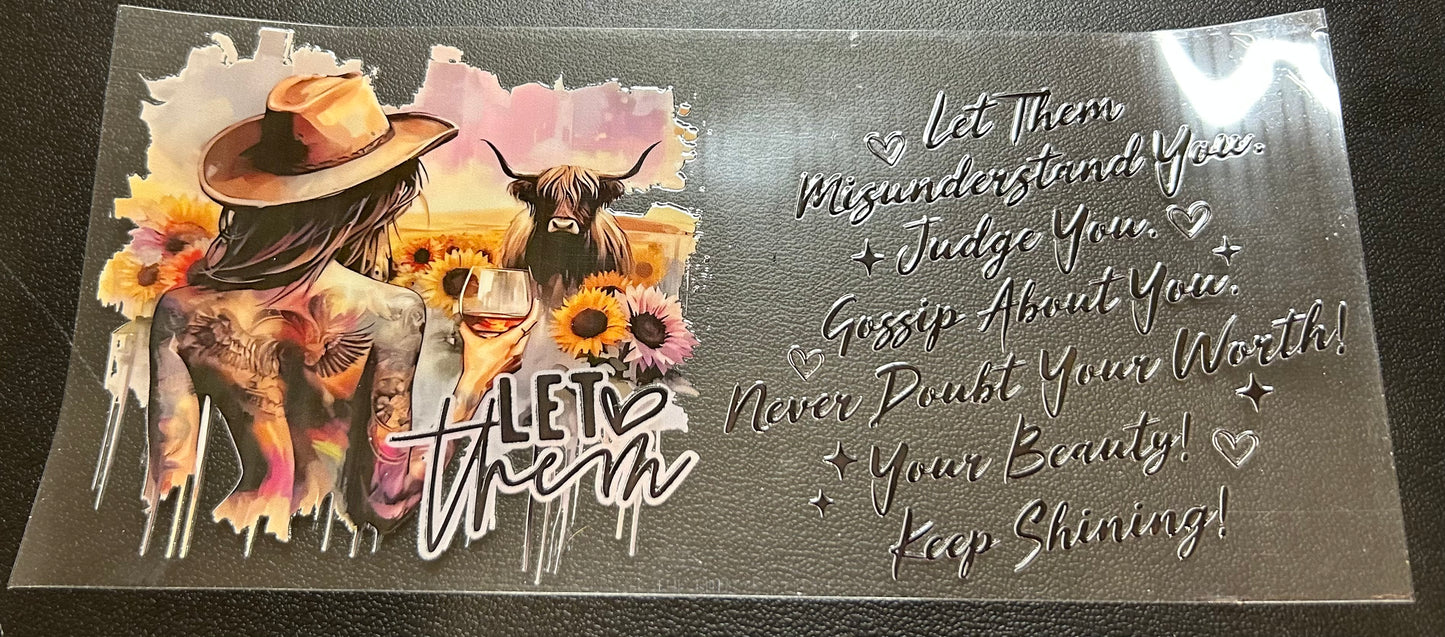 LET
them
Let Them
Misunderstand You.
Judge You.
Gossip About You.
Never Doubt Your Worth!
Your Beauty!
Keep Shining!